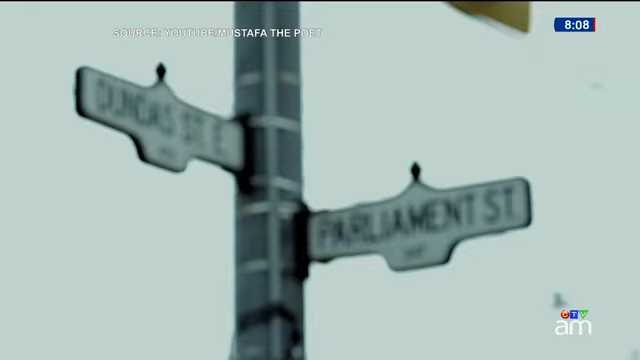 SOURCE: YOUTUBE/MUSTAFA THE POET
8:08
DUNDAS ST. E.
PARLIAMENT ST.
CTV
am